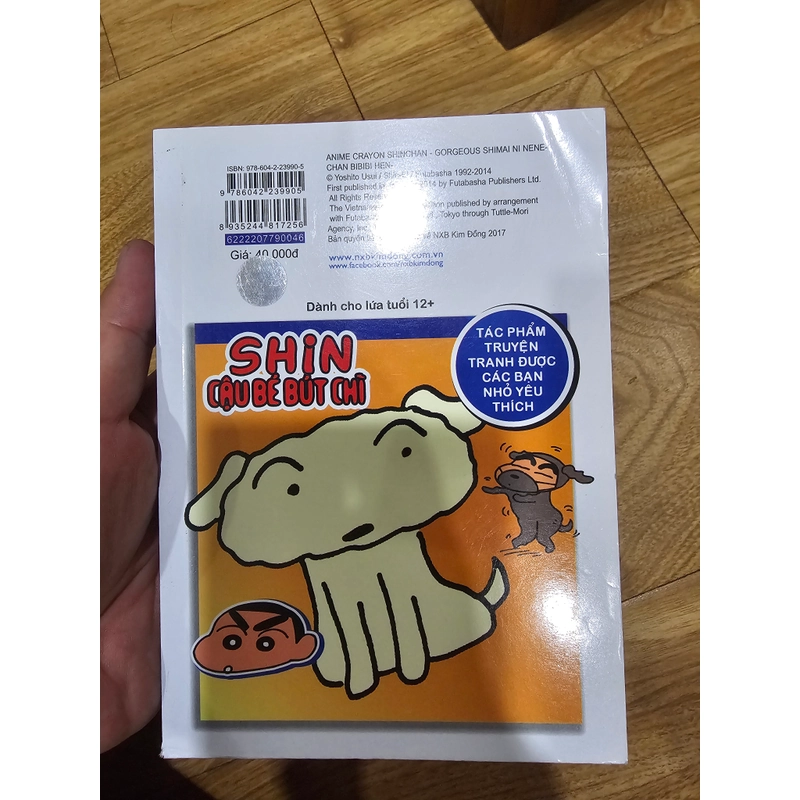 ISBN: 978-604-2-23990-5
9 786042 239905
8 935244 817256
6222207790046
Giá: 40.000đ
ANIME CRAYON SHINCHAN - GORGEOUS SHIMAI NI NENE-
CHAN BIBIBI HEN-
© Yoshito Usui / Futabasha 1992-2014
First published 14 by Futabasha Publishers Ltd.
All Rights
The Vietnamese published by arrangement
with Tokyo through Tuttle-Mori
Agency, Inc
Bản quyền NXB Kim Đồng 2017
www.nxbkimdong.com.vn
www.facebook.com/nxbkimdong
Dành cho lứa tuổi 12+
SHIN
CẬU BÉ BÚT CHÌ
TÁC PHẨM
TRUYỆN
TRANH ĐƯỢC
CÁC BẠN
NHỎ YÊU
THÍCH